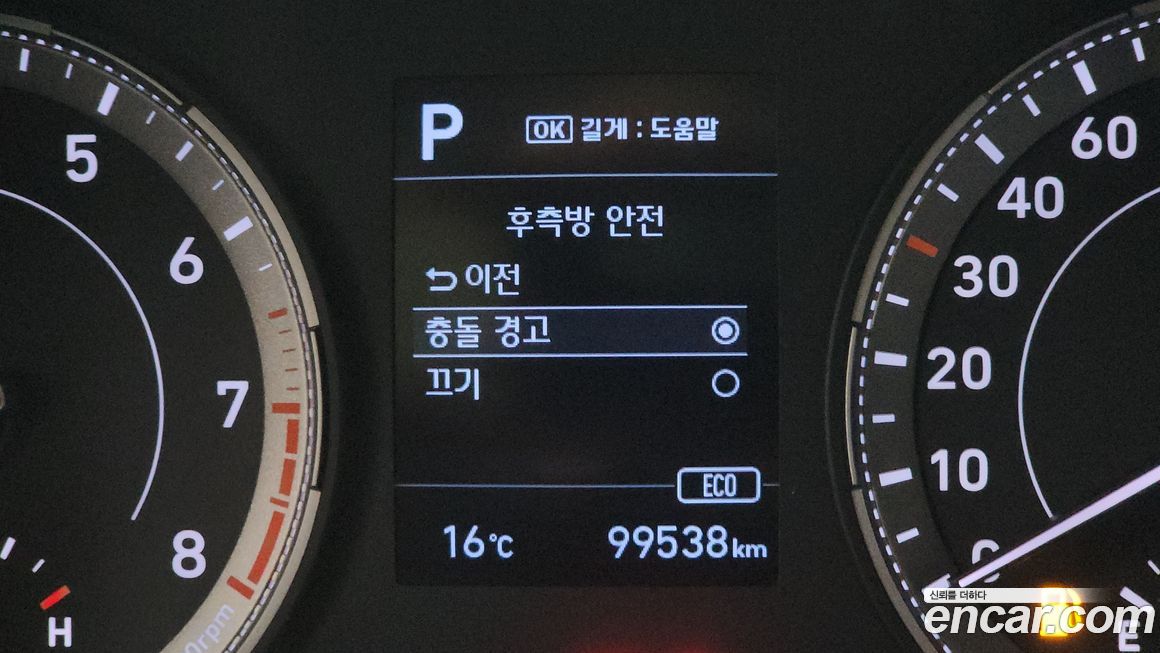 P
OK 길게 : 도움말
후측방 안전
이전
충돌 경고
끄기
ECO
16℃ 99538km
5
6
7
8
H
0rpm
60
40
30
20
10
0
E
신뢰를 더하다
encar.com